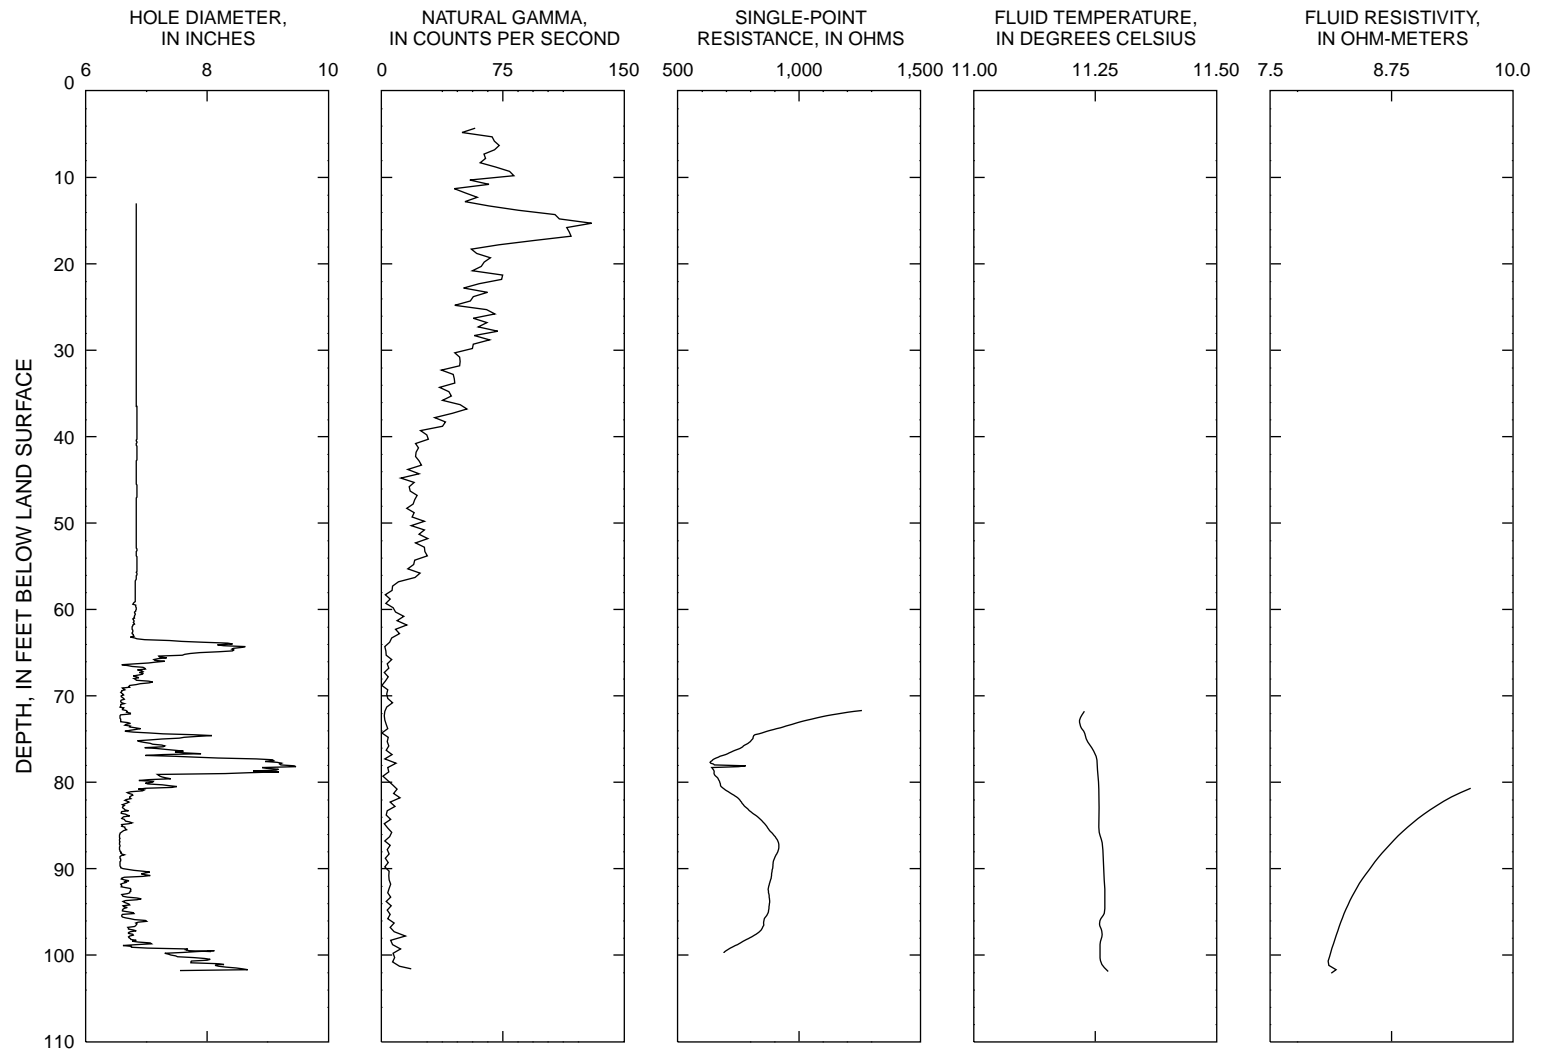 HOLE DIAMETER,
IN INCHES
NATURAL GAMMA,
IN COUNTS PER SECOND
SINGLE-POINT
RESISTANCE, IN OHMS
FLUID TEMPERATURE,
IN DEGREES CELSIUS
FLUID RESISTIVITY,
IN OHM-METERS
6 8 10
0 75 150
500 1,000 1,500
11.00 11.25 11.50
7.5 8.75 10.0
DEPTH, IN FEET BELOW LAND SURFACE
0
10
20
30
40
50
60
70
80
90
100
110